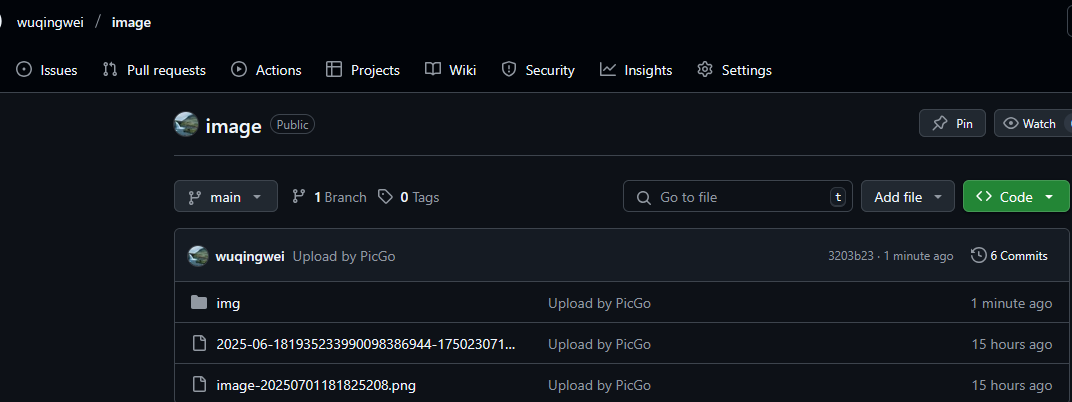 wuqingwei / image
Issues Pull requests Actions Projects Wiki Security Insights Settings
image Public Pin Watch
main 1 Branch 0 Tags Go to file t Add file Code
wuqingwei Upload by PicGo 3203b23 · 1 minute ago 6 Commits
img Upload by PicGo 1 minute ago
2025-06-181935233990098386944-175023071... Upload by PicGo 15 hours ago
image-20250701181825208.png Upload by PicGo 15 hours ago